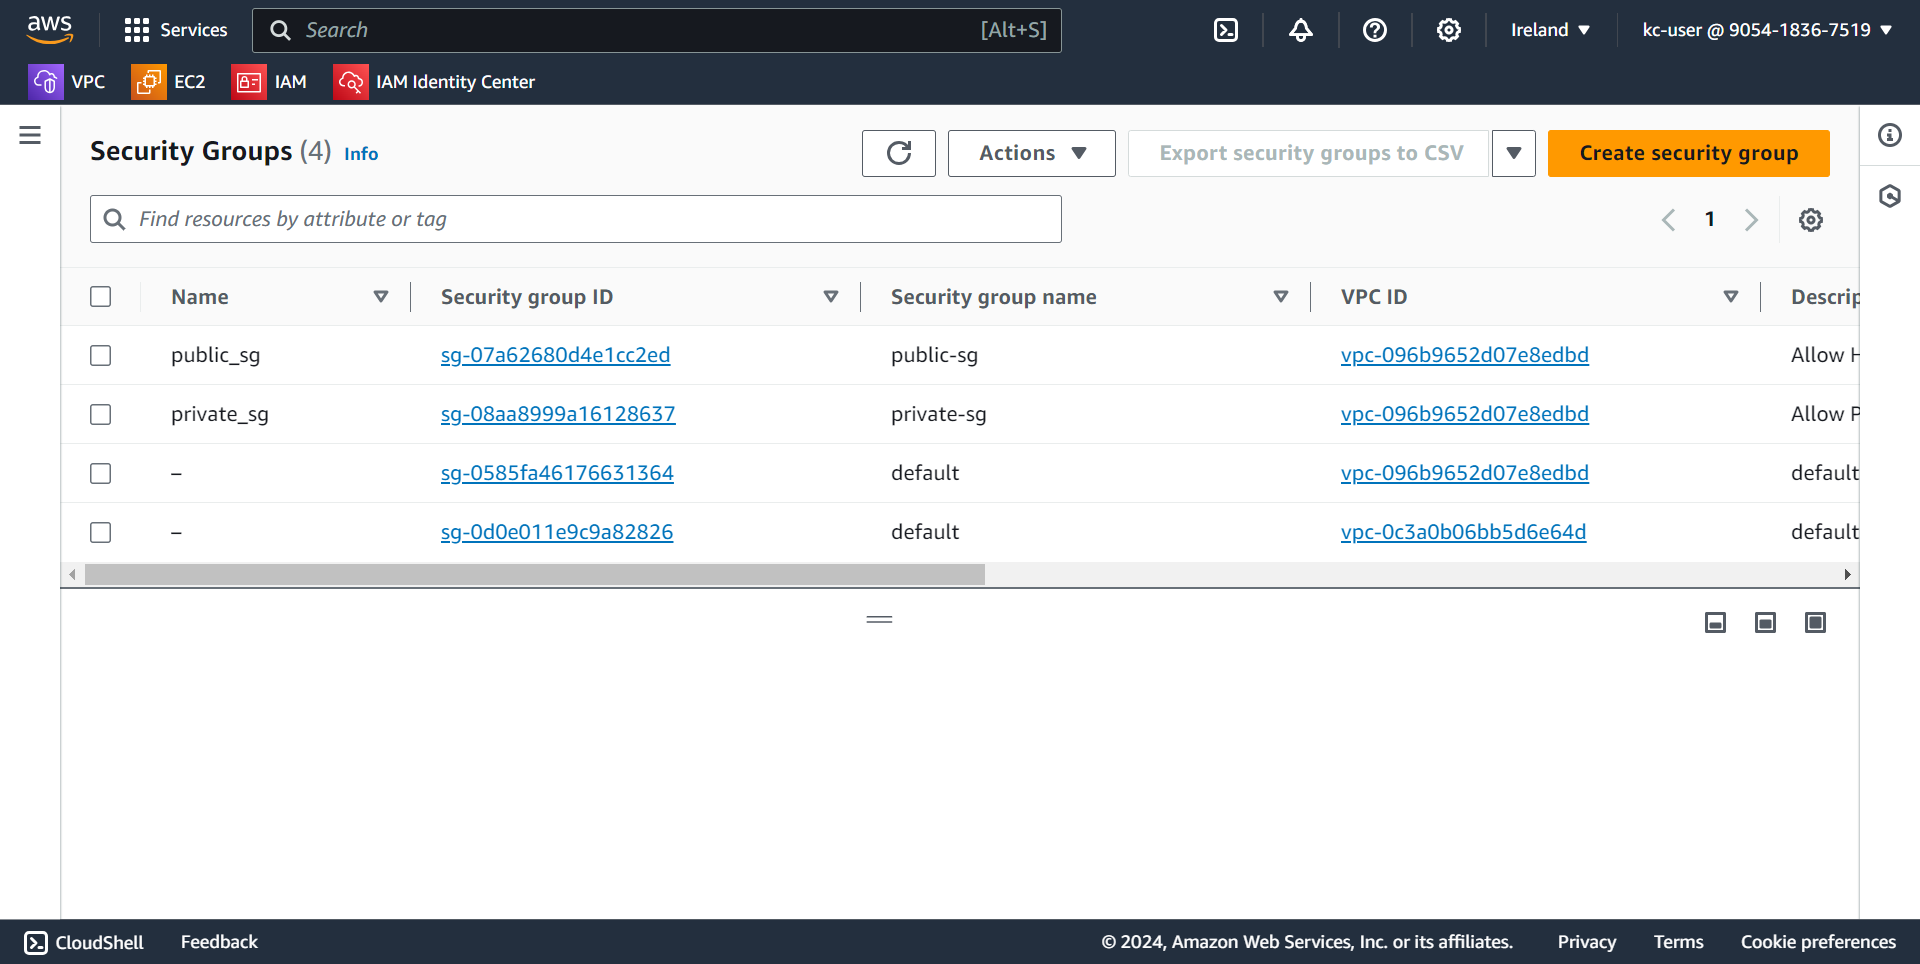 aws Services Search [Alt+S] Ireland kc-user @ 9054-1836-7519
VPC EC2 IAM IAM Identity Center
Security Groups (4) Info Actions Export security groups to CSV Create security group
Find resources by attribute or tag 1
Name Security group ID Security group name VPC ID Descrip
public_sg sg-07a62680d4e1cc2ed public-sg vpc-096b9652d07e8edbd Allow H
private_sg sg-08aa8999a16128637 private-sg vpc-096b9652d07e8edbd Allow P
– sg-0585fa46176631364 default vpc-096b9652d07e8edbd default
– sg-0d0e011e9c9a82826 default vpc-0c3a0b06bb5d6e64d default
CloudShell Feedback © 2024, Amazon Web Services, Inc. or its affiliates. Privacy Terms Cookie preferences